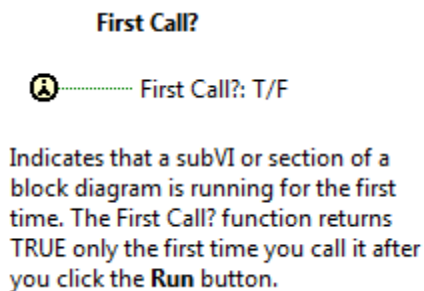 First Call?
First Call?: T/F
Indicates that a subVI or section of a
block diagram is running for the first
time. The First Call? function returns
TRUE only the first time you call it after
you click the Run button.